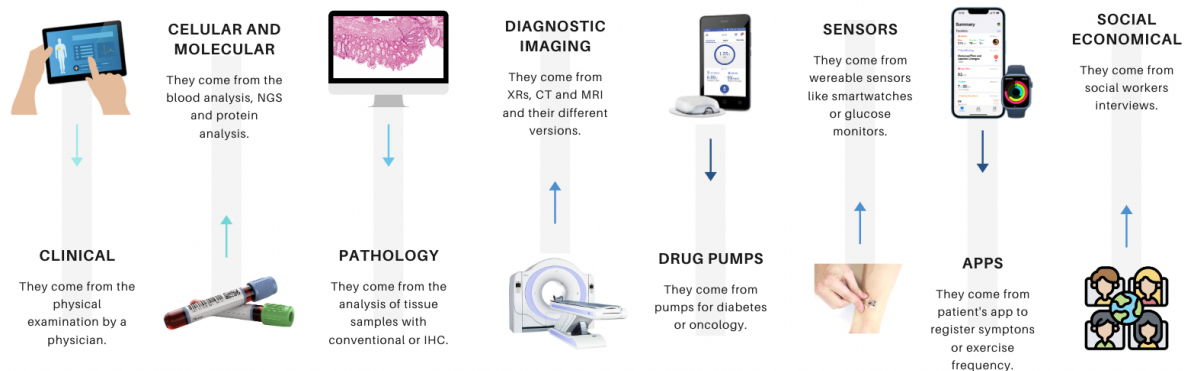 CELULAR AND
MOLECULAR
They come from the
blood analysis, NGS
and protein
analysis.
DIAGNOSTIC
IMAGING
They come from
XRs, CT and MRI
and their different
versions.
SENSORS
They come from
wereable sensors
like smartwatches
or glucose
monitors.
Summary
SOCIAL
ECONOMICAL
They come from
social workers
interviews.
CLINICAL
They come from the
physical
examination by a
physician.
PATHOLOGY
They come from the
analysis of tissue
samples with
conventional or IHC.
DRUG PUMPS
They come from
pumps for diabetes
or oncology.
APPS
They come from
patient's app to
register symptons
or exercise
frequency.